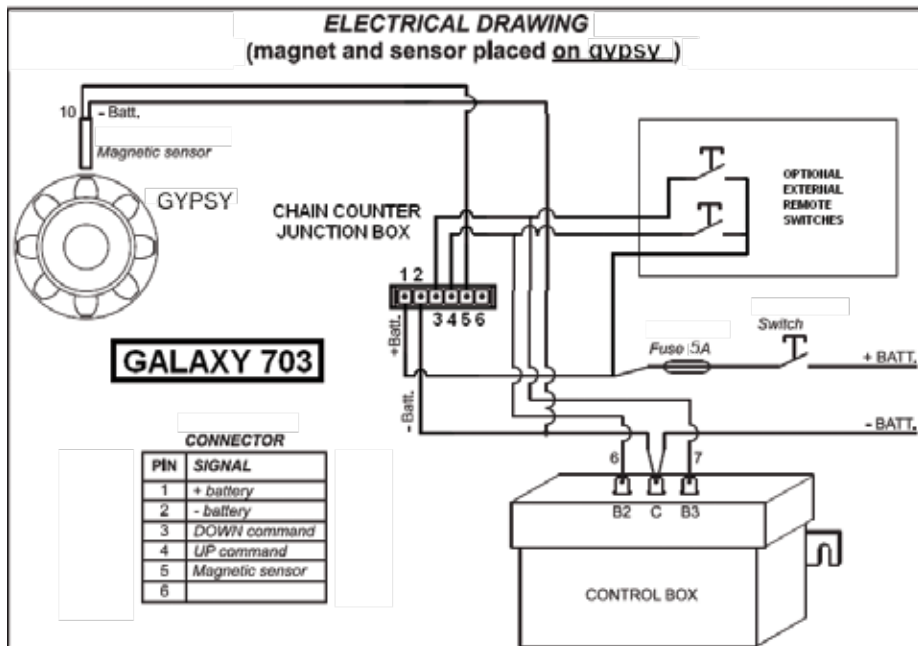 ELECTRICAL DRAWING
(magnet and sensor placed on gypsy )
10
- Batt.
Magnetic sensor
GYPSY
CHAIN COUNTER
JUNCTION BOX
OPTIONAL
EXTERNAL
REMOTE
SWITCHES
1 2
3 4 5 6
+Batt.
- Batt.
Fuse 5A
Switch
+ BATT.
- BATT.
GALAXY 703
CONNECTOR
PIN SIGNAL
1 + battery
2 - battery
3 DOWN command
4 UP command
5 Magnetic sensor
6
6 7
B2 C B3
CONTROL BOX